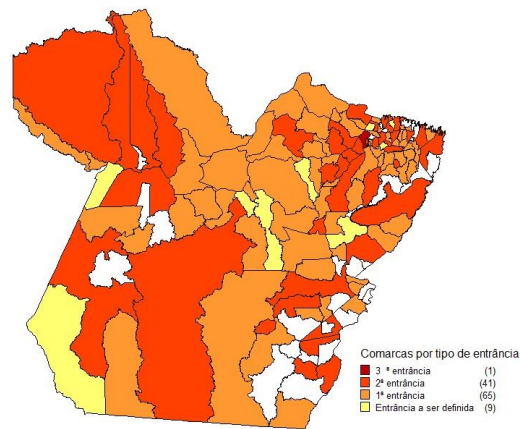 Comarcas por tipo de entrância
3 ª entrância (1)
2ª entrância (41)
1ª entrância (65)
Entrância a ser definida (9)